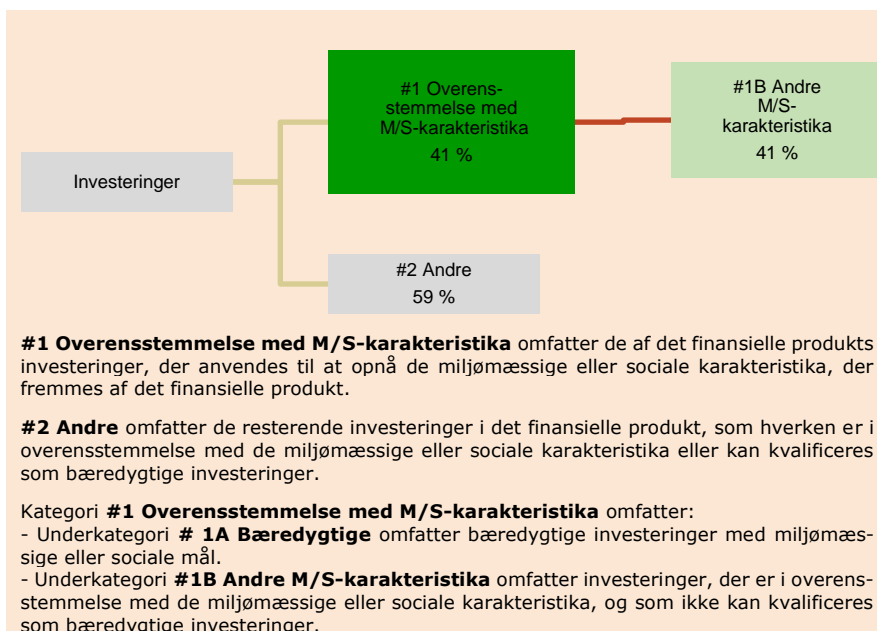 #1 Overens-
stemmelse med
M/S-karakteristika
41 %
#1B Andre
M/S-
karakteristika
41 %
Investeringer
#2 Andre
59 %
#1 Overensstemmelse med M/S-karakteristika omfatter de af det finansielle produkts
investeringer, der anvendes til at opnå de miljømæssige eller sociale karakteristika, der
fremmes af det finansielle produkt.
#2 Andre omfatter de resterende investeringer i det finansielle produkt, som hverken er i
overensstemmelse med de miljømæssige eller sociale karakteristika eller kan kvalificeres
som bæredygtige investeringer.
Kategori #1 Overensstemmelse med M/S-karakteristika omfatter:
- Underkategori # 1A Bæredygtige omfatter bæredygtige investeringer med miljømæs-
sige eller sociale mål.
- Underkategori #1B Andre M/S-karakteristika omfatter investeringer, der er i overens-
stemmelse med de miljømæssige eller sociale karakteristika, og som ikke kan kvalificeres
som bæredygtige investeringer.